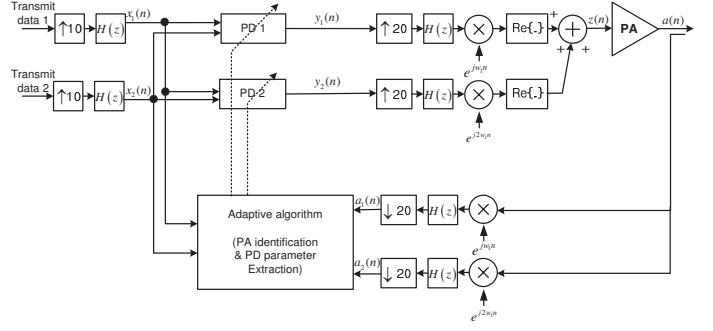 Transmit
data 1
↑10
H(z)
x₁(n)
PD 1
y₁(n)
↑ 20
H(z)
×
e^{jw₁n}
Re{.}
+
+
+
+
z(n)
PA
a(n)
Transmit
data 2
↑10
H(z)
x₂(n)
PD 2
y₂(n)
↑ 20
H(z)
×
e^{j2w₁n}
Re{.}
Adaptive algorithm
(PA identification
& PD parameter
Extraction)
a₁(n)
↓ 20
H(z)
×
e^{jw₁n}
a₂(n)
↓ 20
H(z)
×
e^{j2w₁n}